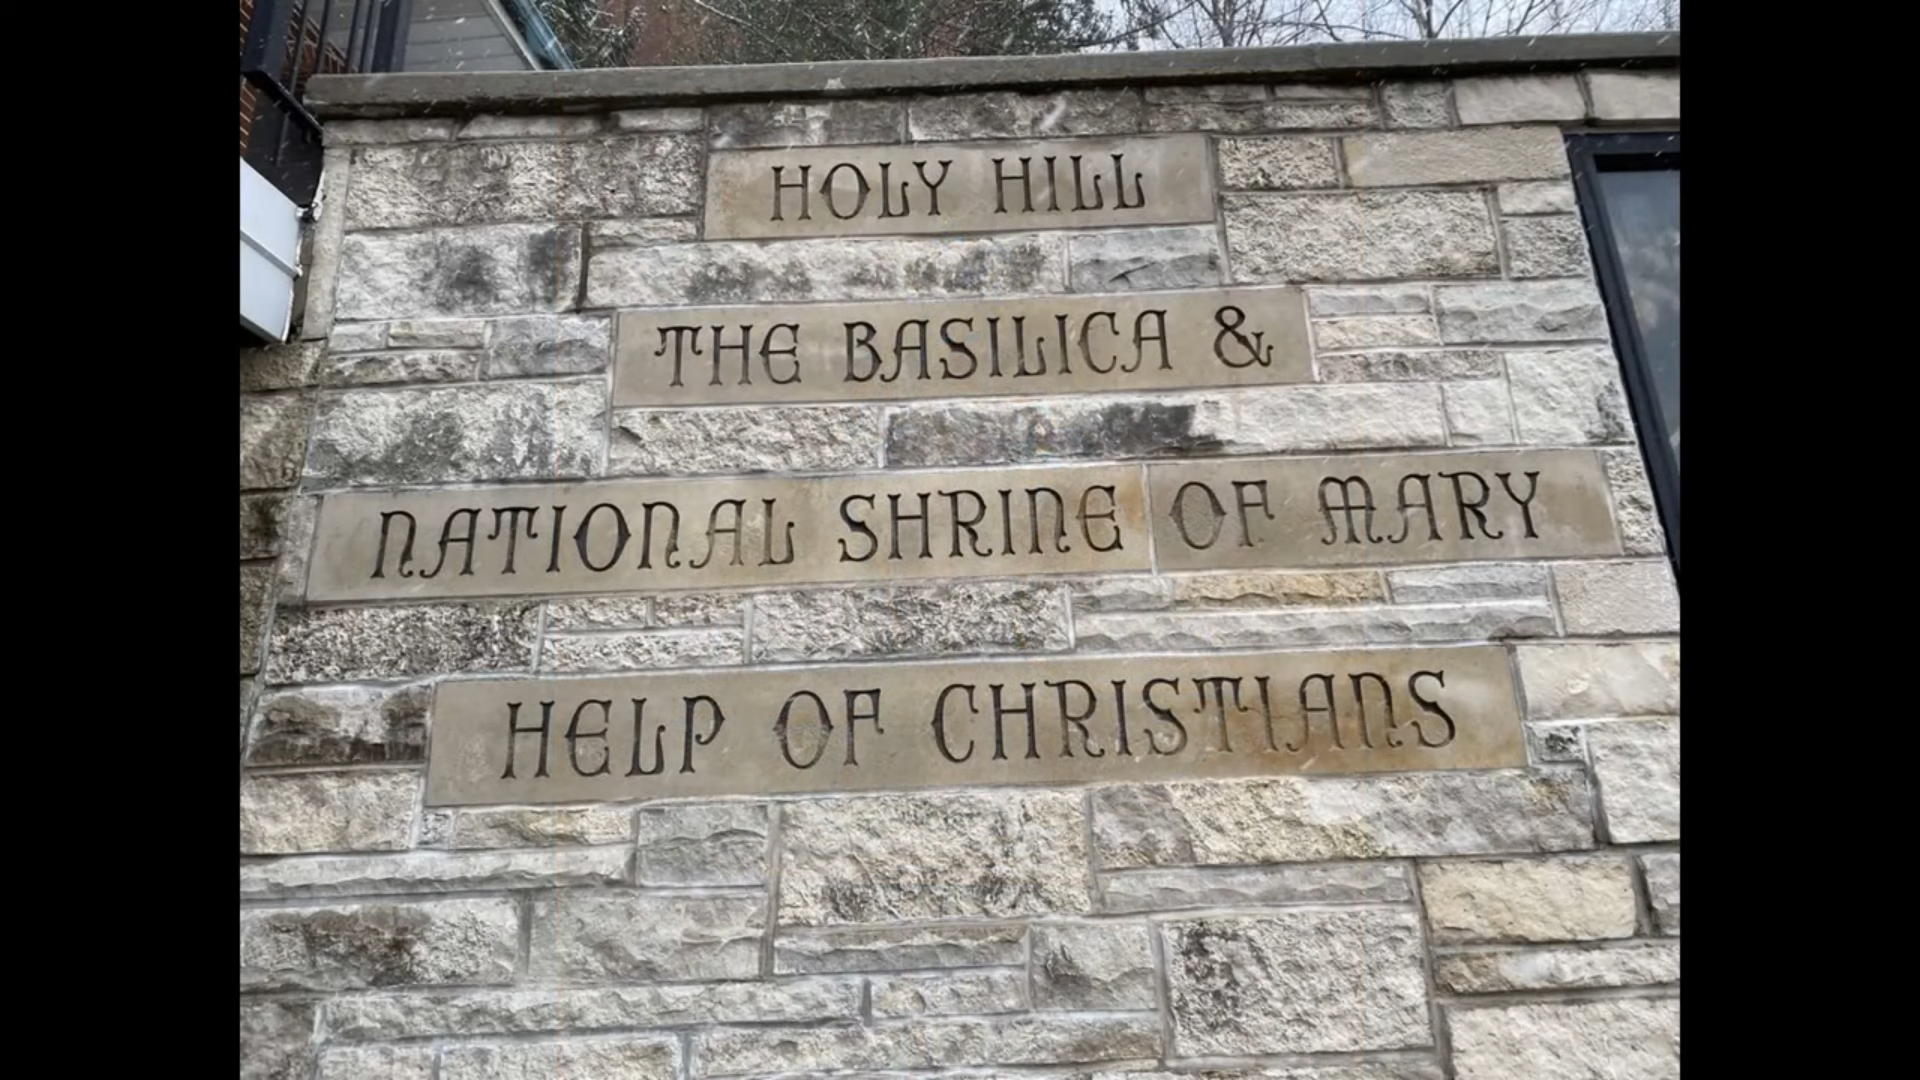 HOLY HILL
THE BASILICA &
NATIONAL SHRINE OF MARY
HELP OF CHRISTIANS